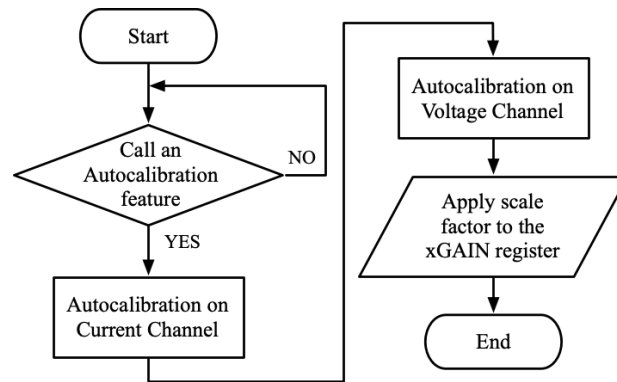 Start
Call an
Autocalibration
feature
NO
YES
Autocalibration on
Current Channel
Autocalibration on
Voltage Channel
Apply scale
factor to the
xGAIN register
End